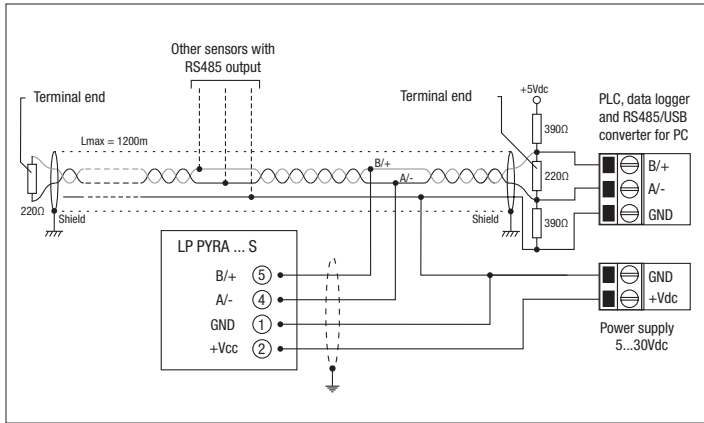 Other sensors with
RS485 output
Terminal end
Lmax = 1200m
220Ω
Shield
Terminal end
+5Vdc
390Ω
220Ω
390Ω
Shield
B/+
A/-
PLC, data logger
and RS485/USB
converter for PC
B/+
A/-
GND
LP PYRA ... S
B/+ 5
A/- 4
GND 1
+Vcc 2
GND
+Vdc
Power supply
5...30Vdc